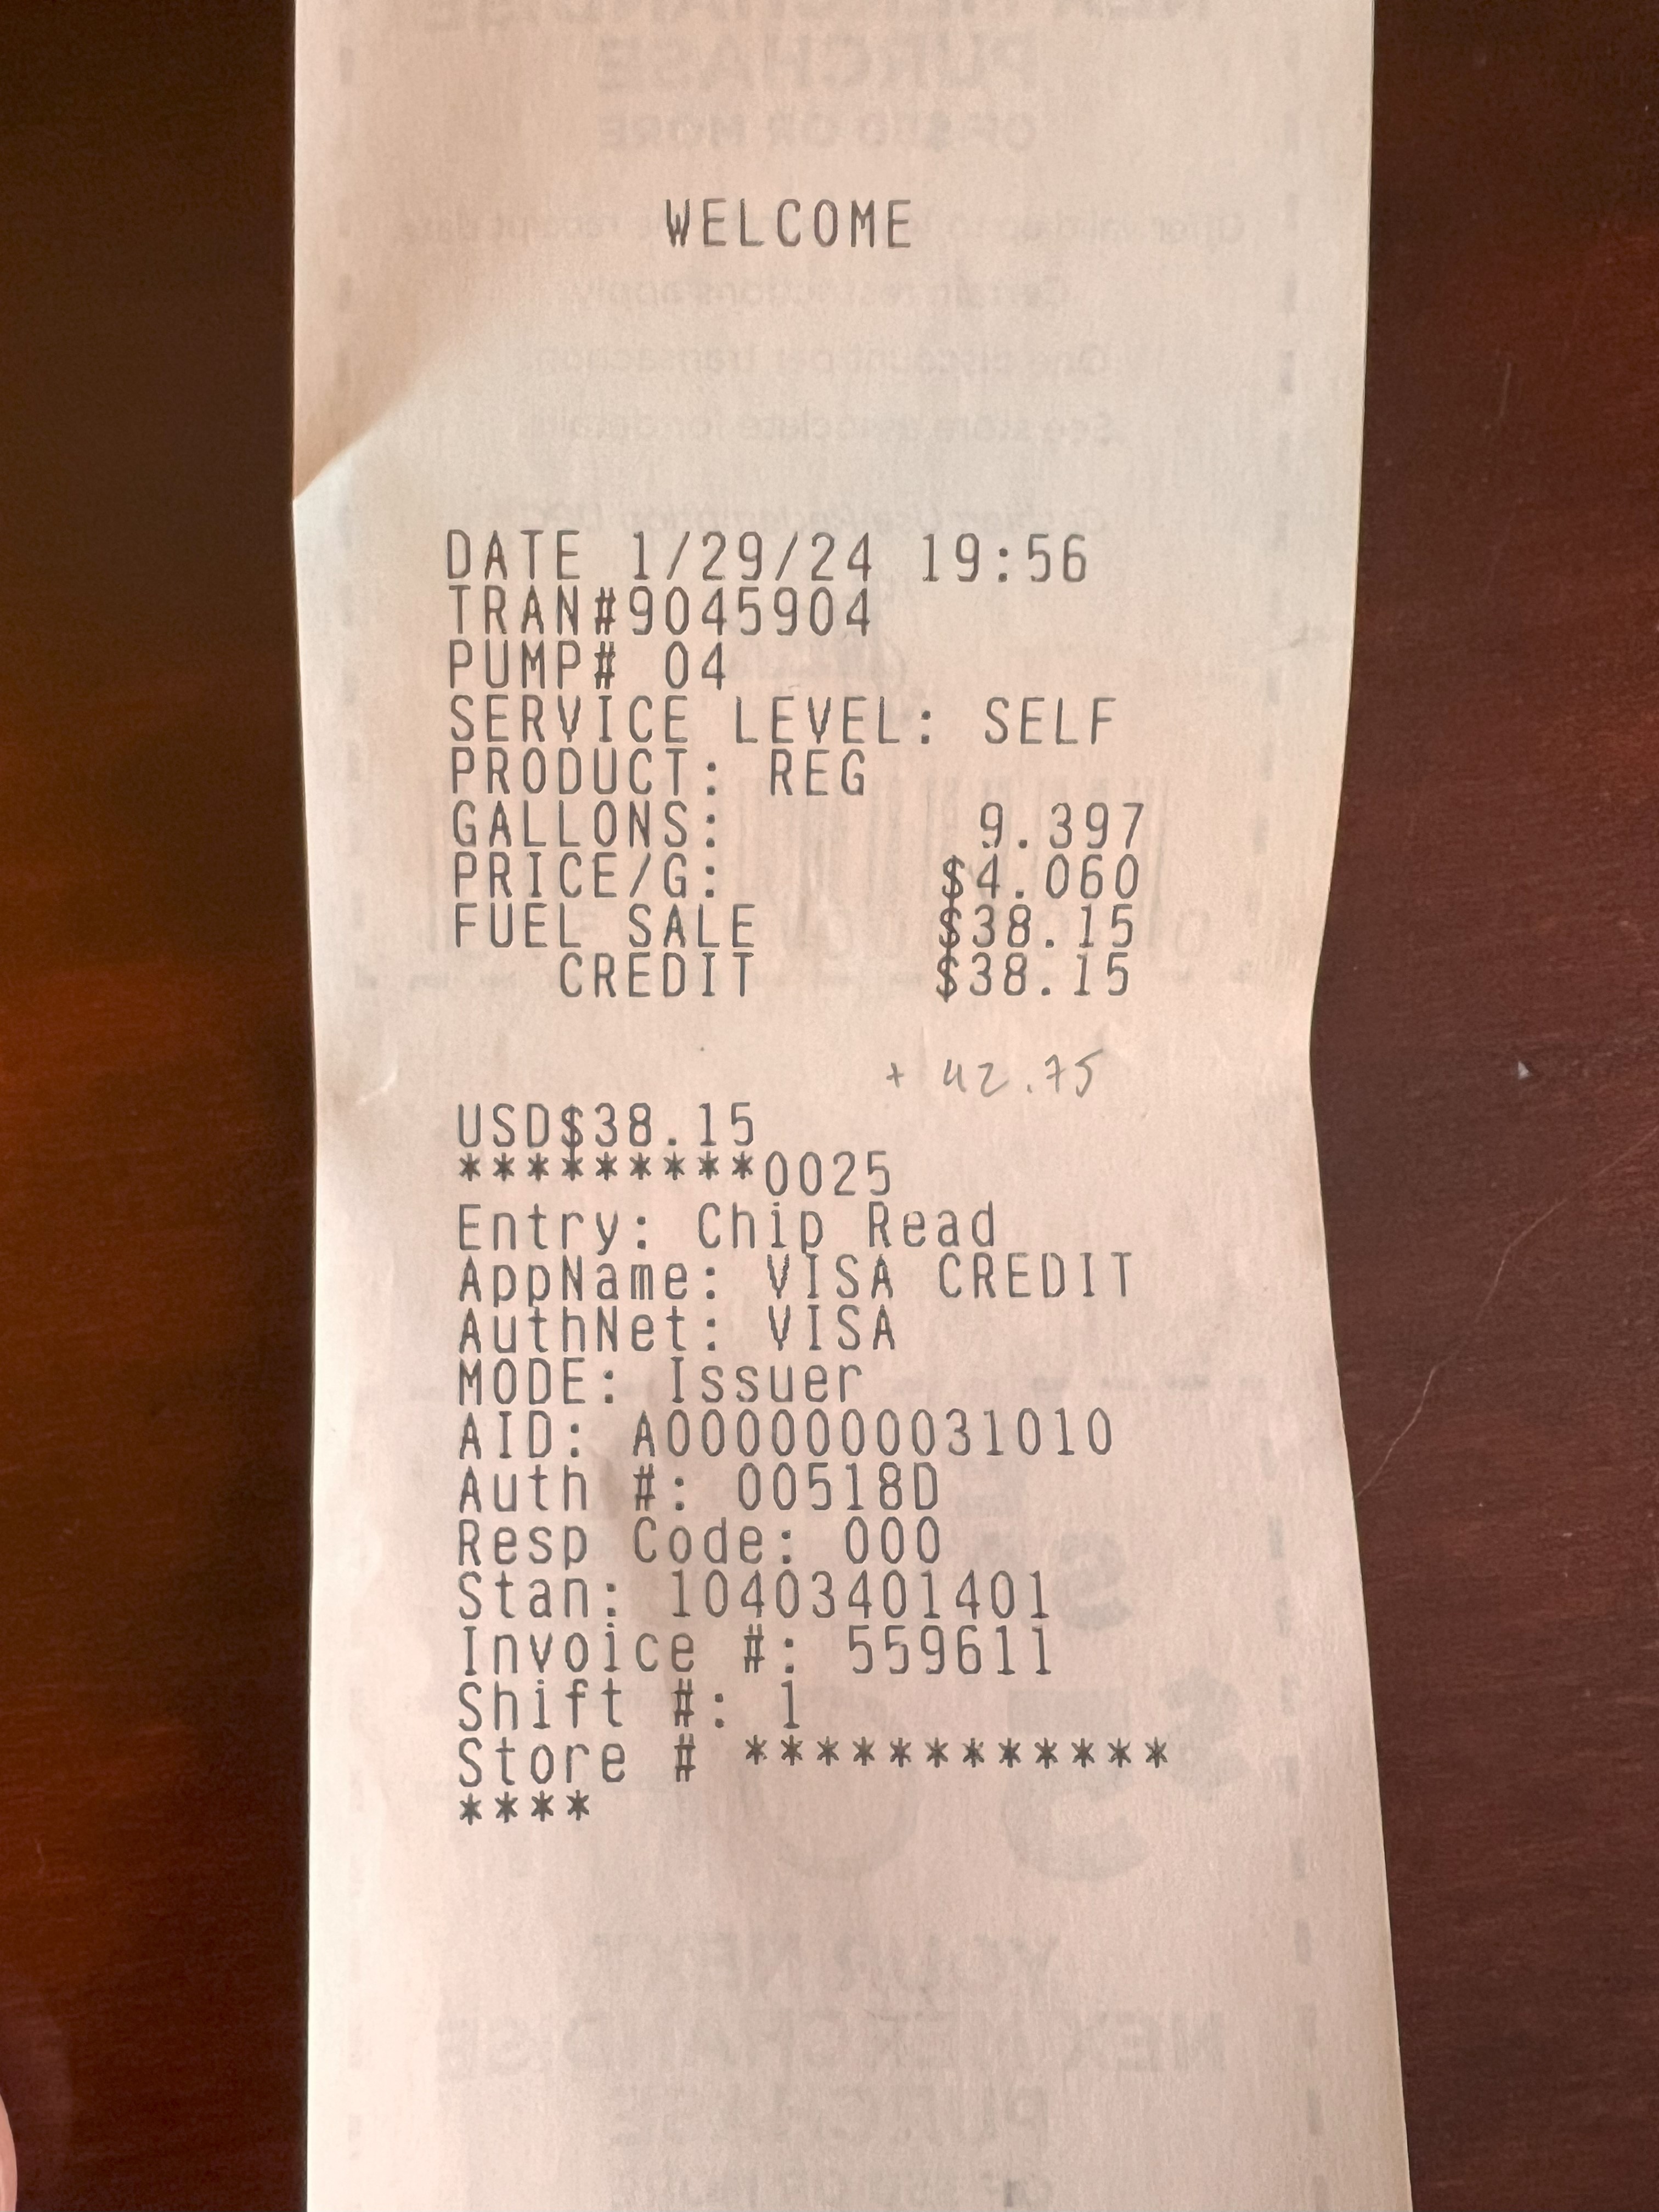 WELCOME
DATE 1/29/24 19:56
TRAN#9045904
PUMP# 04
SERVICE LEVEL: SELF
PRODUCT: REG
GALLONS: 9.397
PRICE/G: $4.060
FUEL SALE $38.15
CREDIT $38.15
+ 42.75
USD$38.15
*********0025
Entry: Chip Read
AppName: VISA CREDIT
AuthNet: VISA
MODE: Issuer
AID: A0000000031010
Auth #: 00518D
Resp Code: 000
Stan: 10403401401
Invoice #: 559611
Shift #: 1
Store # ************
****